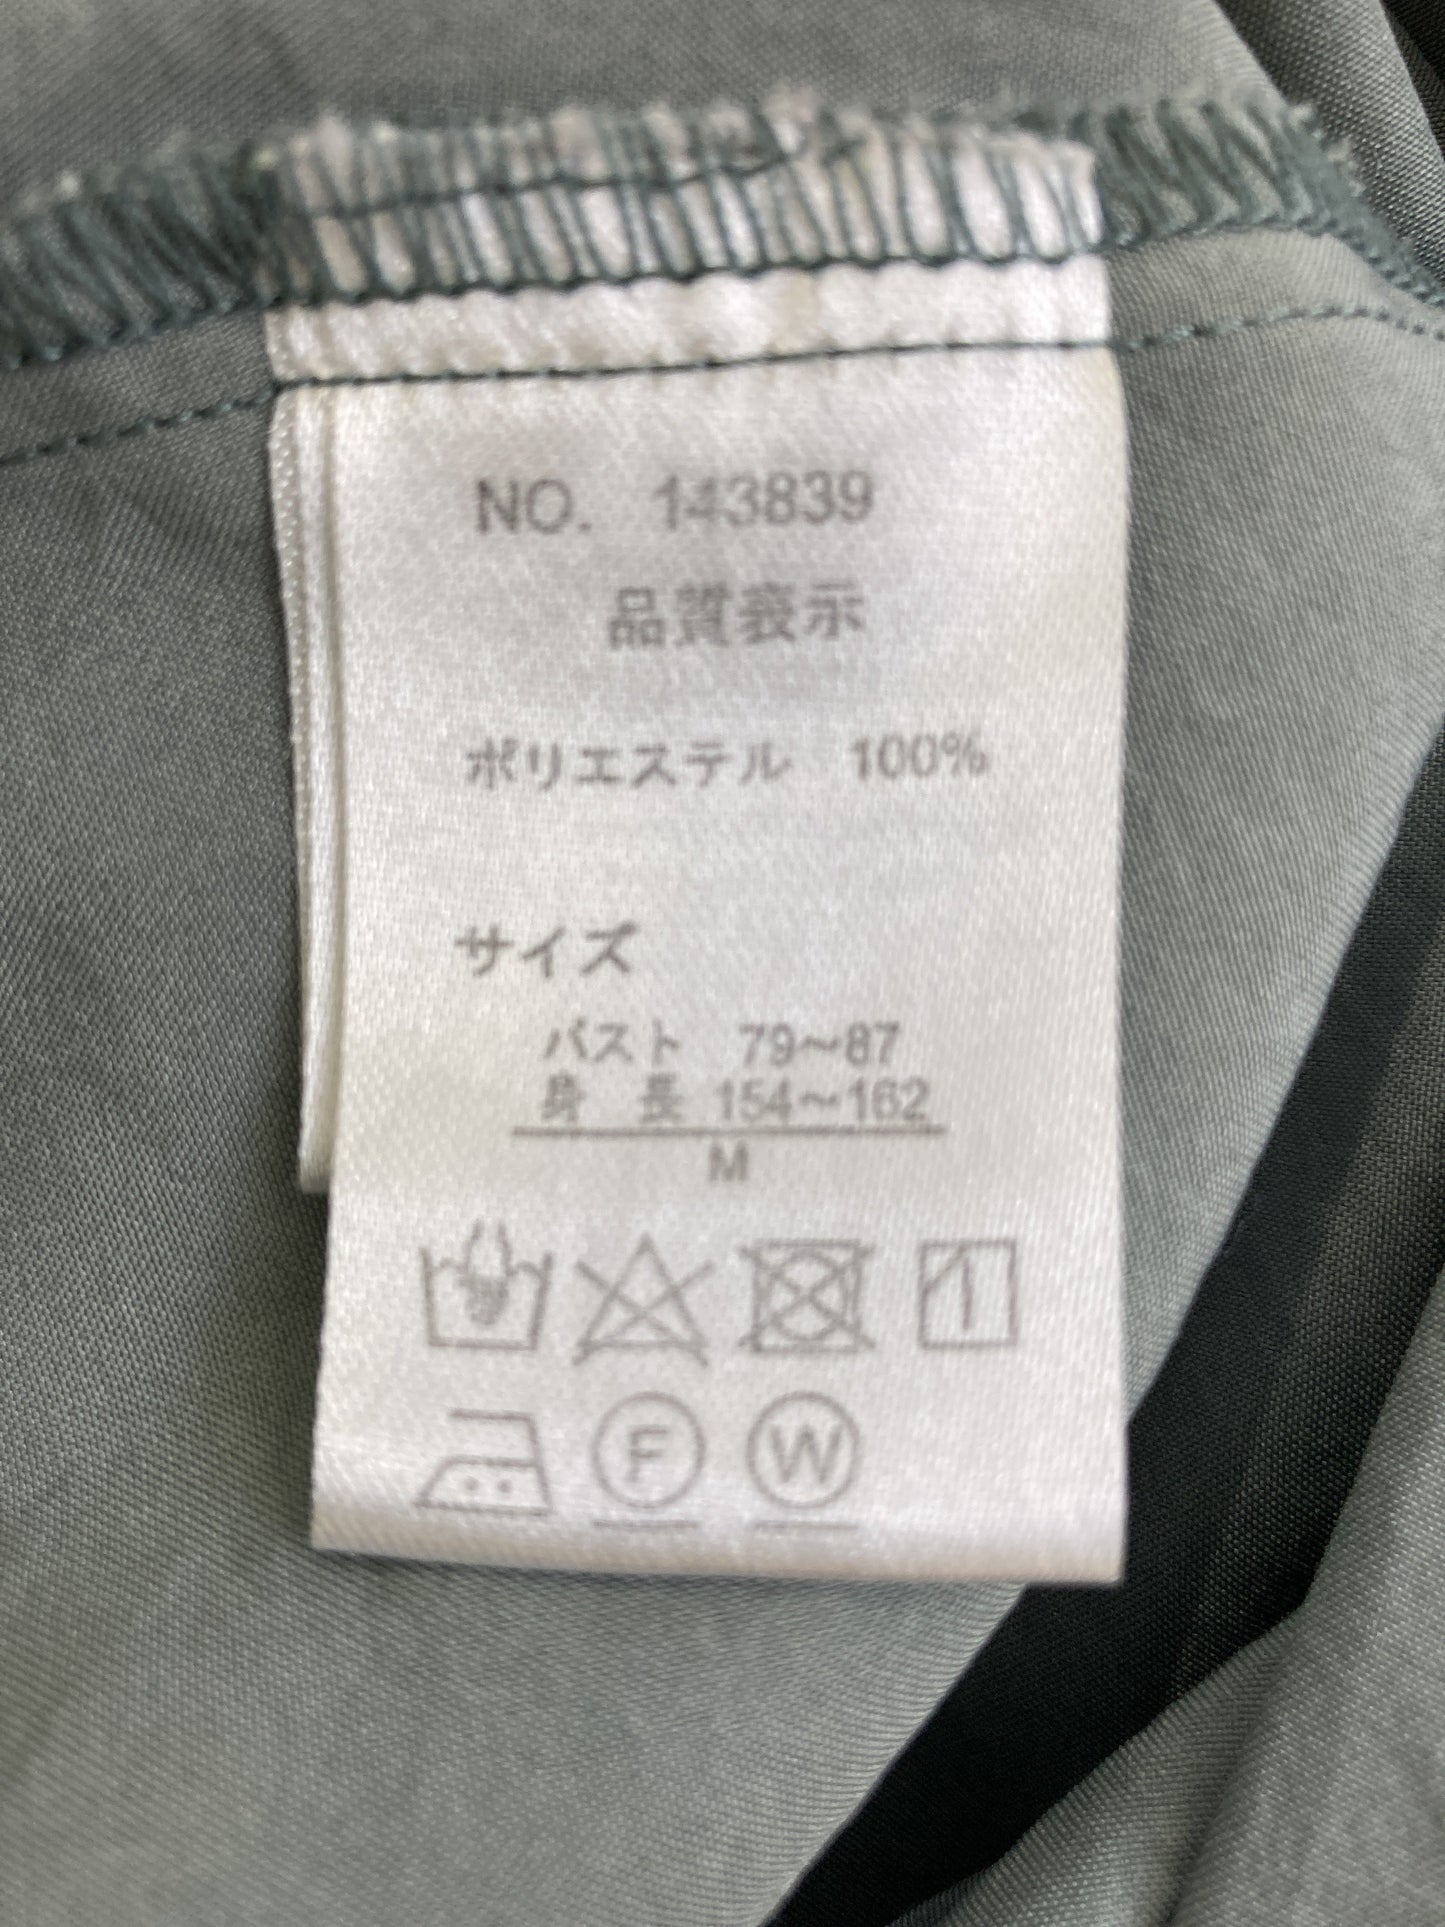 NO. 143839
品質表示
ポリエステル 100%
サイズ
バスト 79～87
身 長 154～162
M
F W